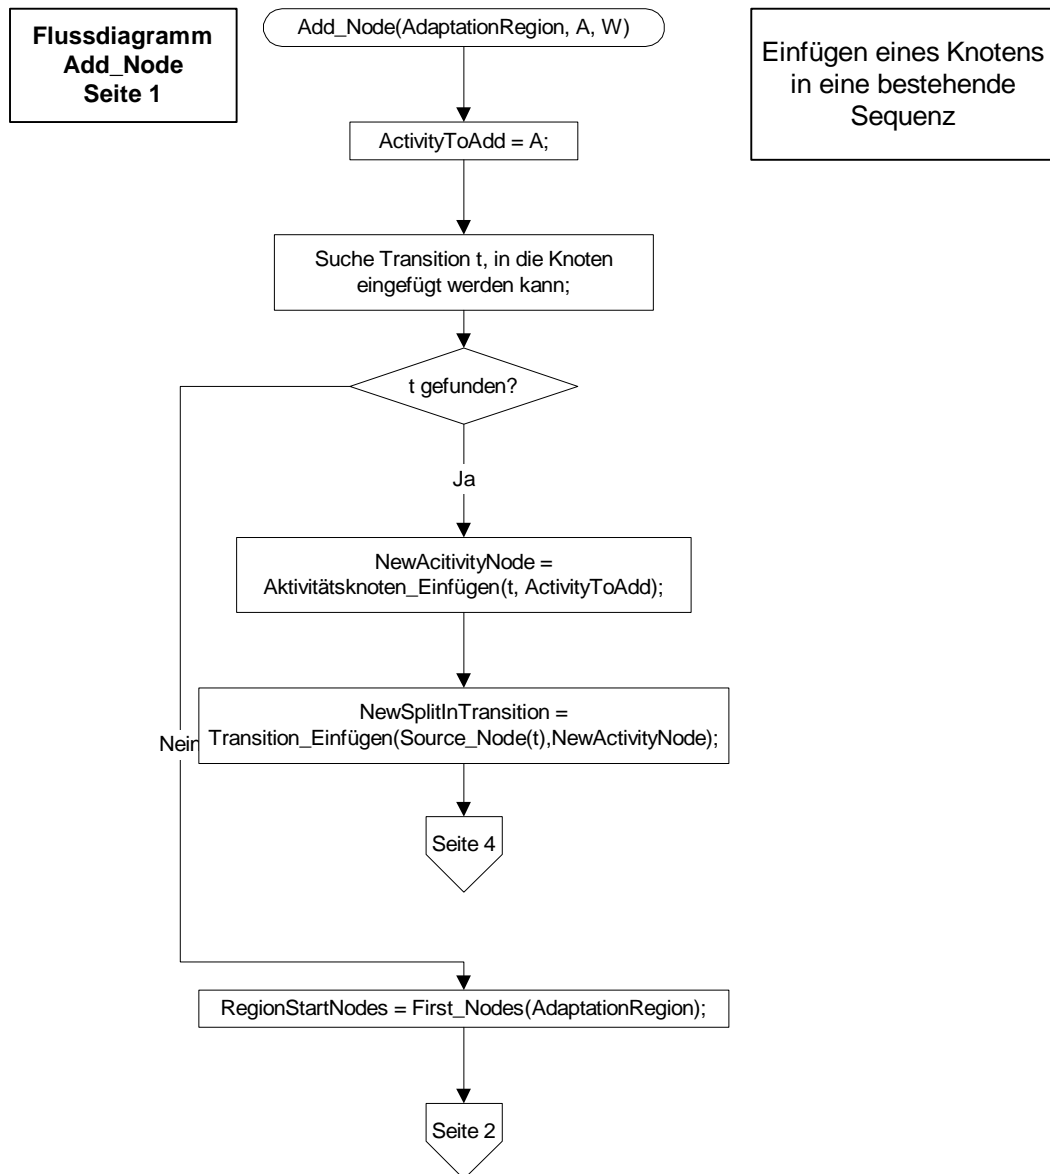 Flussdiagramm
Add_Node
Seite 1
Add_Node(AdaptationRegion, A, W)
Einfügen eines Knotens
in eine bestehende
Sequenz
ActivityToAdd = A;
Suche Transition t, in die Knoten
eingefügt werden kann;
t gefunden?
Ja
NewAcitivityNode =
Aktivitätsknoten_Einfügen(t, ActivityToAdd);
NewSplitInTransition =
Transition_Einfügen(Source_Node(t),NewActivityNode);
Nein
Seite 4
RegionStartNodes = First_Nodes(AdaptationRegion);
Seite 2